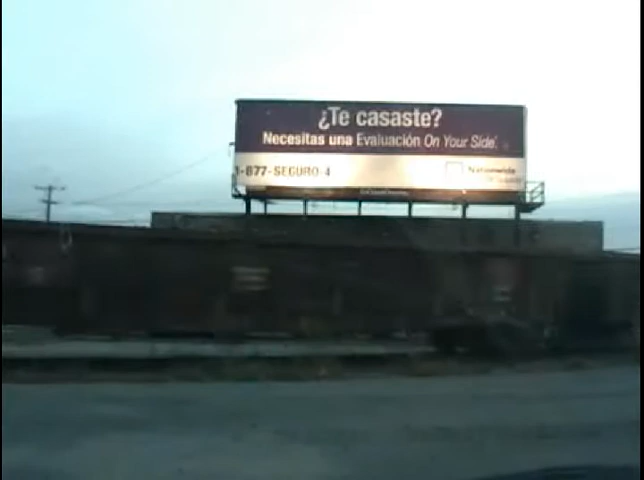 ¿Te casaste?
Necesitas una Evaluación On Your Side.
1-877-SEGURO-4
Nationwide